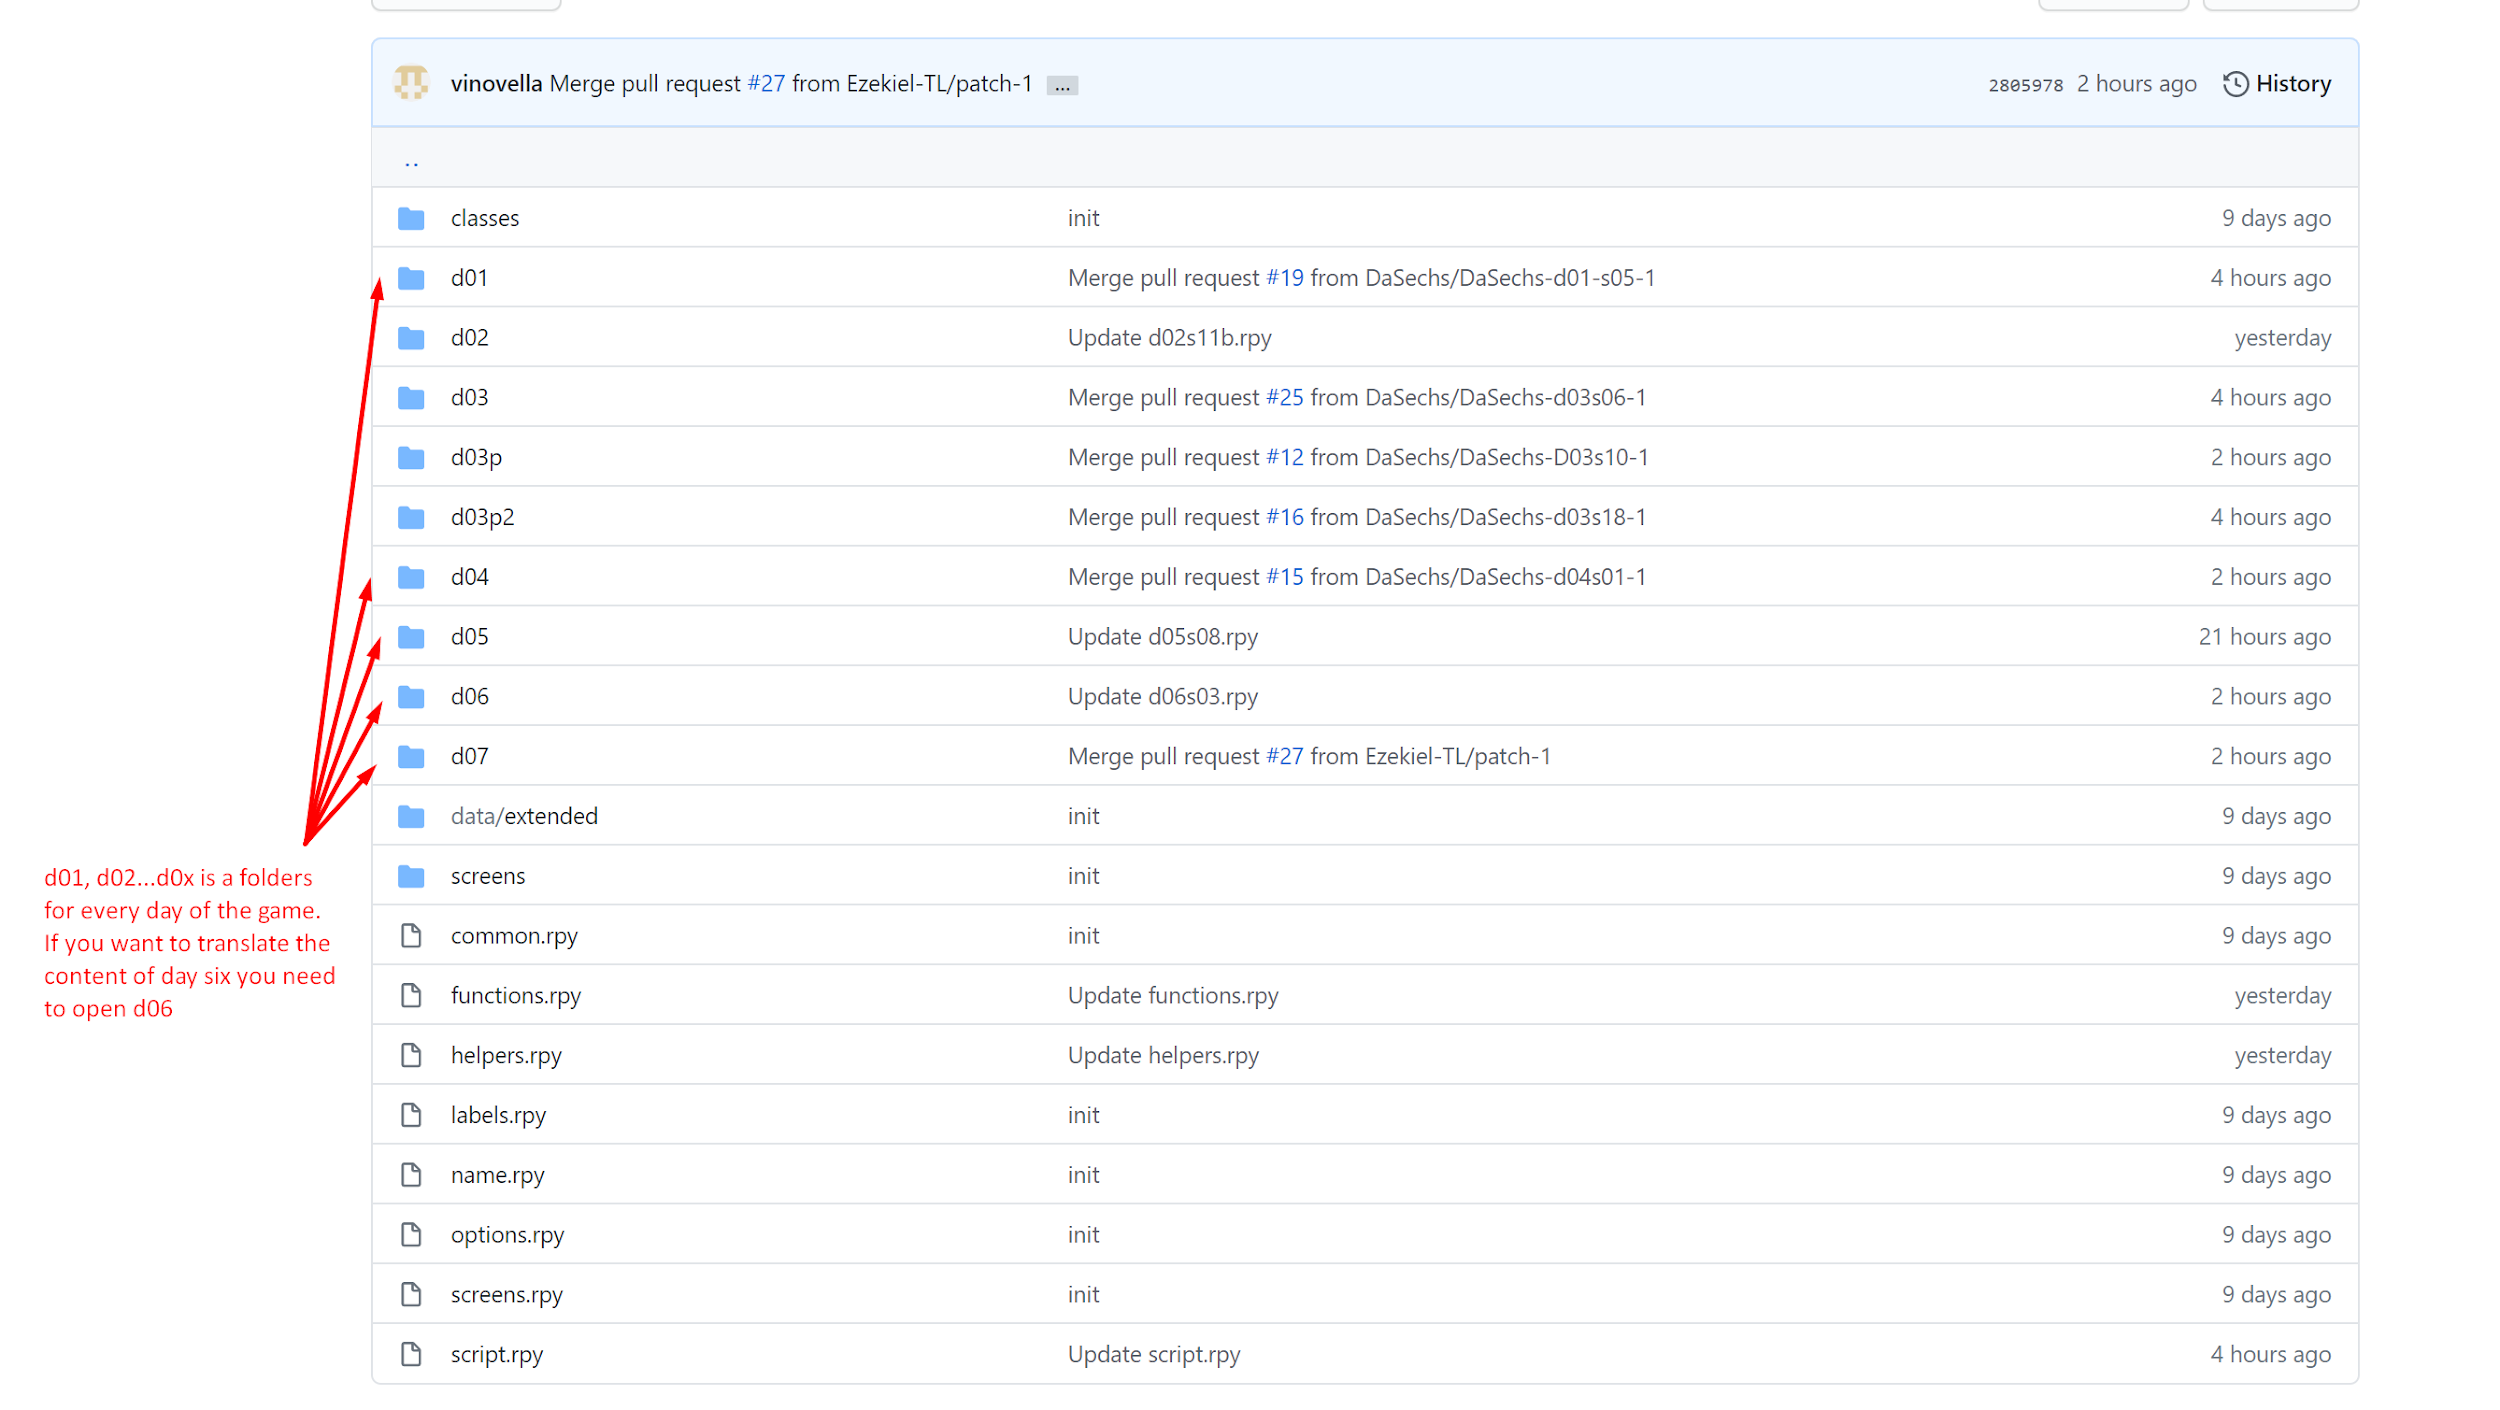 vinovella Merge pull request #27 from Ezekiel-TL/patch-1 ... 2805978 2 hours ago History
..
classes init 9 days ago
d01 Merge pull request #19 from DaSechs/DaSechs-d01-s05-1 4 hours ago
d02 Update d02s11b.rpy yesterday
d03 Merge pull request #25 from DaSechs/DaSechs-d03s06-1 4 hours ago
d03p Merge pull request #12 from DaSechs/DaSechs-D03s10-1 2 hours ago
d03p2 Merge pull request #16 from DaSechs/DaSechs-d03s18-1 4 hours ago
d04 Merge pull request #15 from DaSechs/DaSechs-d04s01-1 2 hours ago
d05 Update d05s08.rpy 21 hours ago
d06 Update d06s03.rpy 2 hours ago
d07 Merge pull request #27 from Ezekiel-TL/patch-1 2 hours ago
data/extended init 9 days ago
screens init 9 days ago
common.rpy init 9 days ago
functions.rpy Update functions.rpy yesterday
helpers.rpy Update helpers.rpy yesterday
labels.rpy init 9 days ago
name.rpy init 9 days ago
options.rpy init 9 days ago
screens.rpy init 9 days ago
script.rpy Update script.rpy 4 hours ago
d01, d02...d0x is a folders
for every day of the game.
If you want to translate the
content of day six you need
to open d06